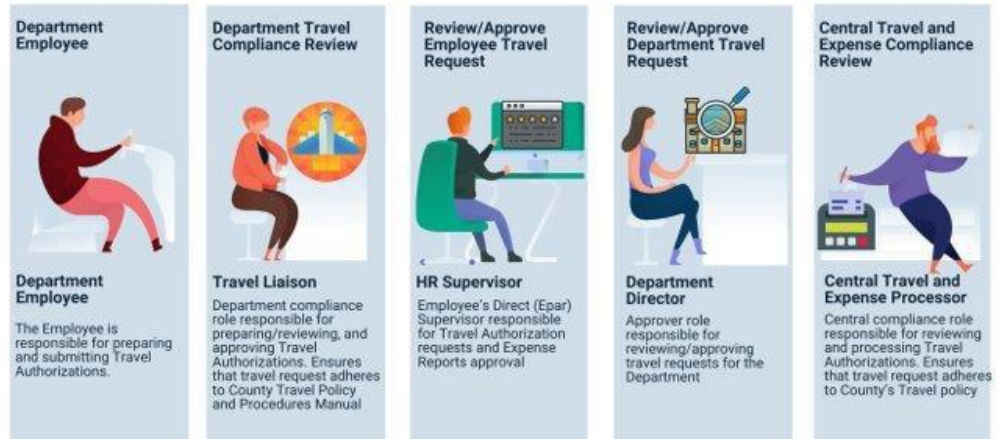 Department
Employee
Department
Employee
The Employee is
responsible for preparing
and submitting Travel
Authorizations.
Department Travel
Compliance Review
Travel Liaison
Department compliance
role responsible for
preparing/reviewing, and
approving Travel
Authorizations. Ensures
that travel request adheres
to County Travel Policy
and Procedures Manual
Review/Approve
Employee Travel
Request
HR Supervisor
Employee's Direct (Epar)
Supervisor responsible
for Travel Authorization
requests and Expense
Reports approval
Review/Approve
Department Travel
Request
Department
Director
Approver role
responsible for
reviewing/approving
travel requests for the
Department
Central Travel and
Expense Compliance
Review
Central Travel and
Expense Processor
Central compliance role
responsible for reviewing
and processing Travel
Authorizations. Ensures
that travel request adheres
to County's Travel policy